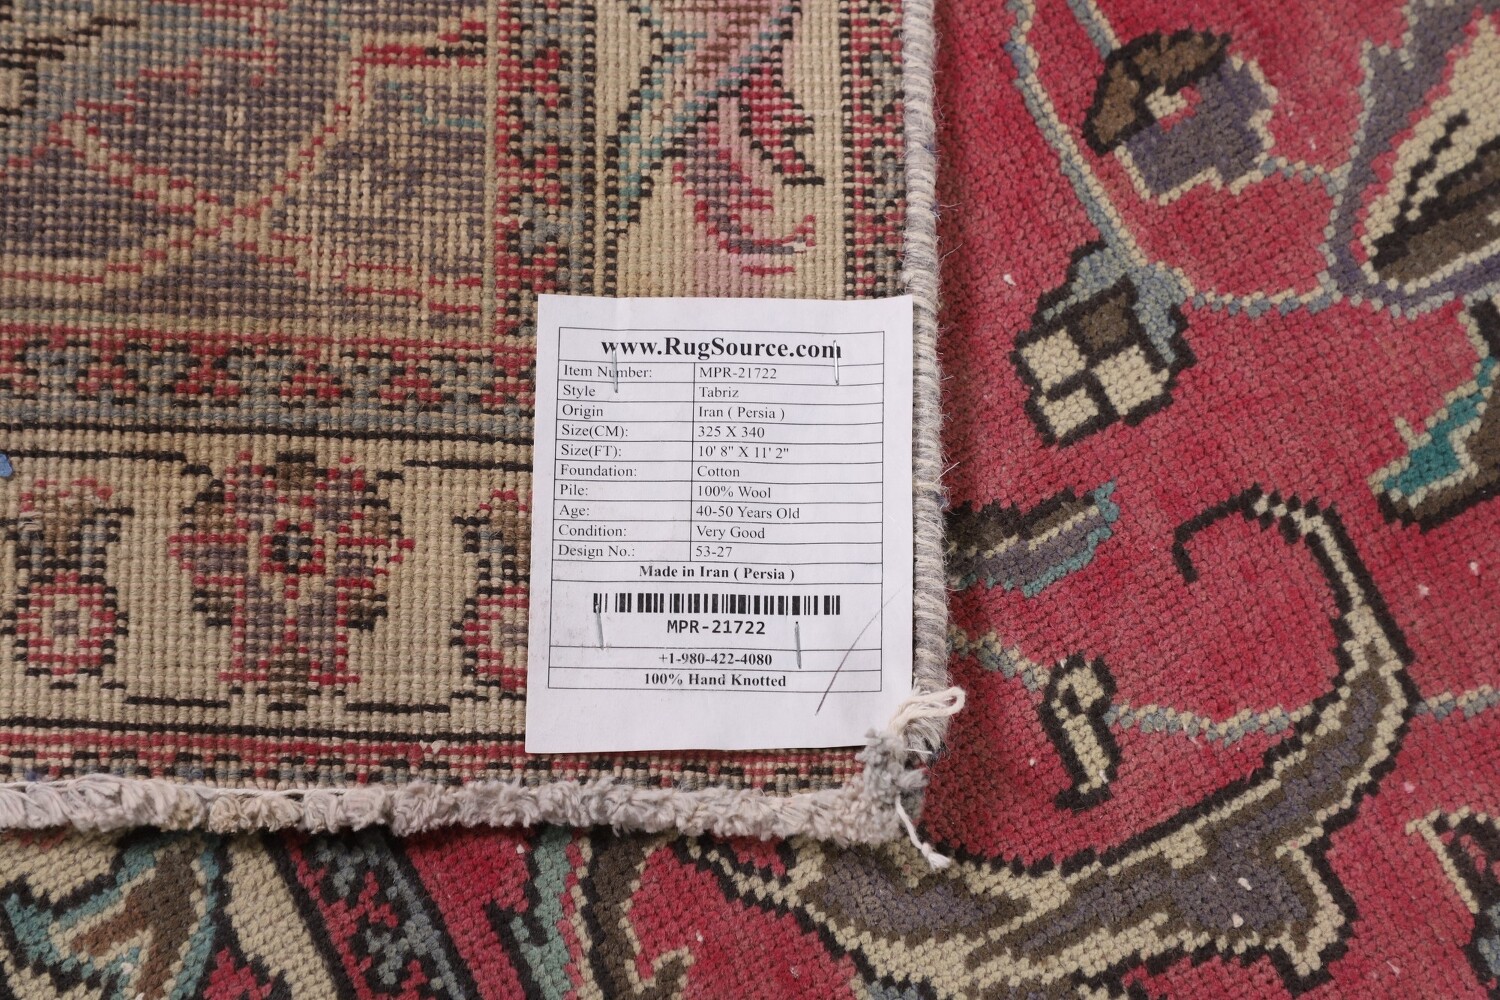 www.RugSource.com
Item Number: MPR-21722
Style Tabriz
Origin Iran ( Persia )
Size(CM): 325 X 340
Size(FT): 10' 8" X 11' 2"
Foundation: Cotton
Pile: 100% Wool
Age: 40-50 Years Old
Condition: Very Good
Design No.: 53-27
Made in Iran ( Persia )
MPR-21722
+1-980-422-4080
100% Hand Knotted